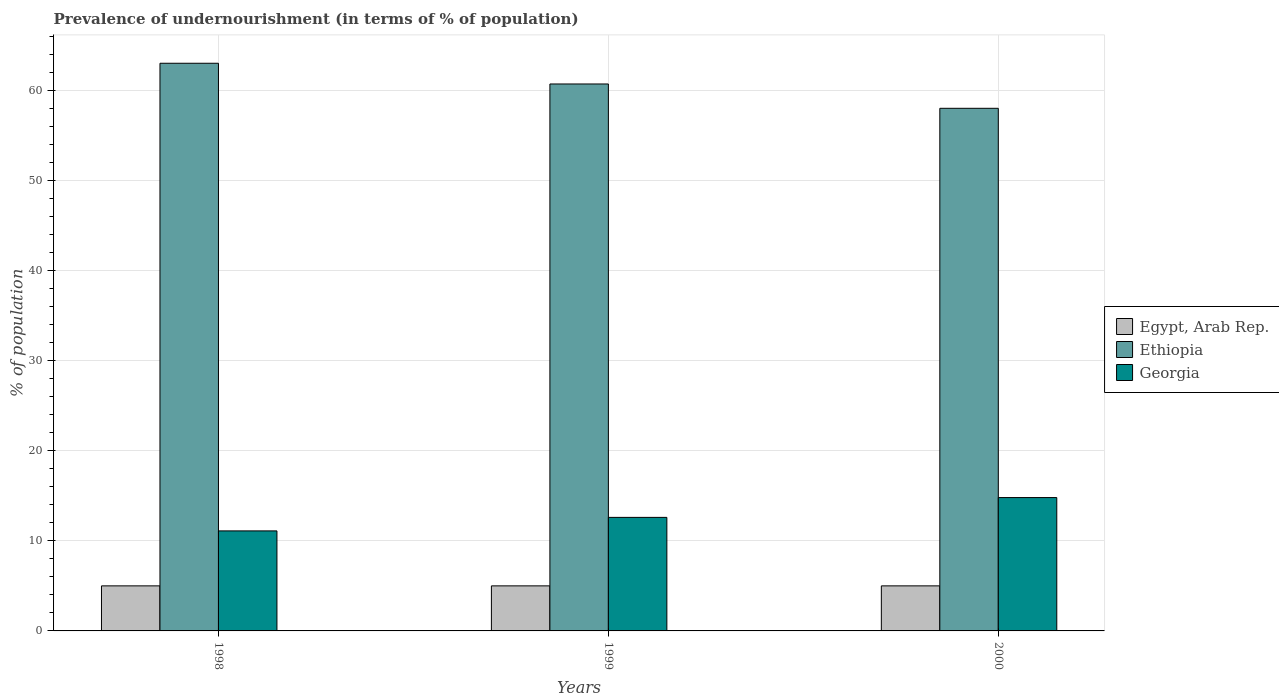 Prevalence of undernourishment (in terms of % of population)
% of population
60
50
40
30
20
10
0
1998
1999
2000
Years
Egypt, Arab Rep.
Ethiopia
Georgia